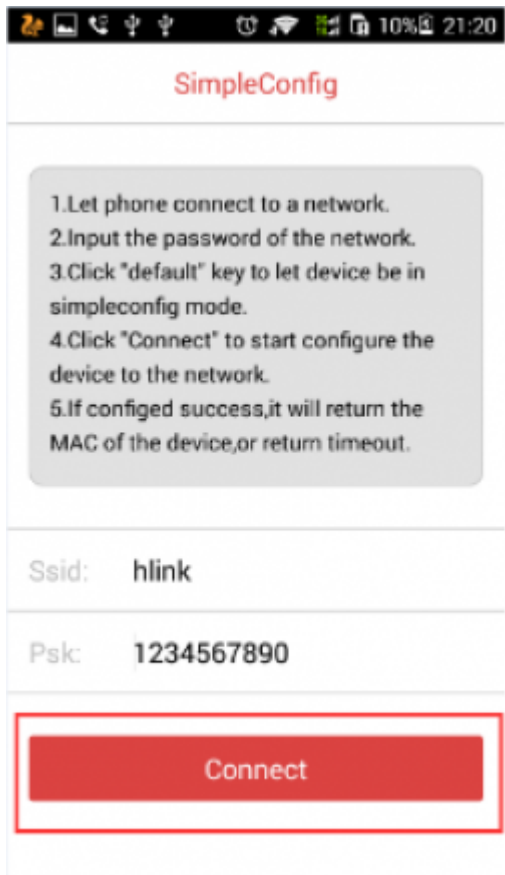 10% 21:20
SimpleConfig
1.Let phone connect to a network.
2.Input the password of the network.
3.Click "default" key to let device be in
simpleconfig mode.
4.Click "Connect" to start configure the
device to the network.
5.If configed success,it will return the
MAC of the device,or return timeout.
Ssid: hlink
Psk: 1234567890
Connect